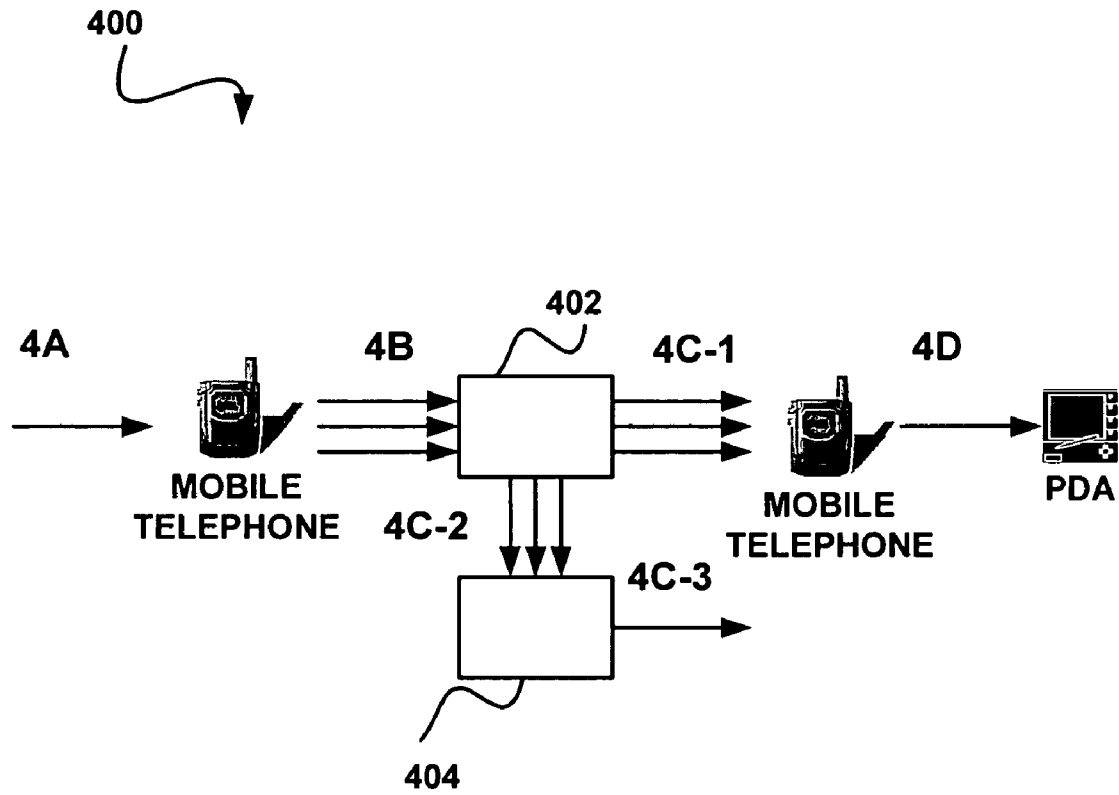 400
402
4A
4B
4C-1
4D
MOBILE
TELEPHONE
MOBILE
TELEPHONE
PDA
4C-2
4C-3
404